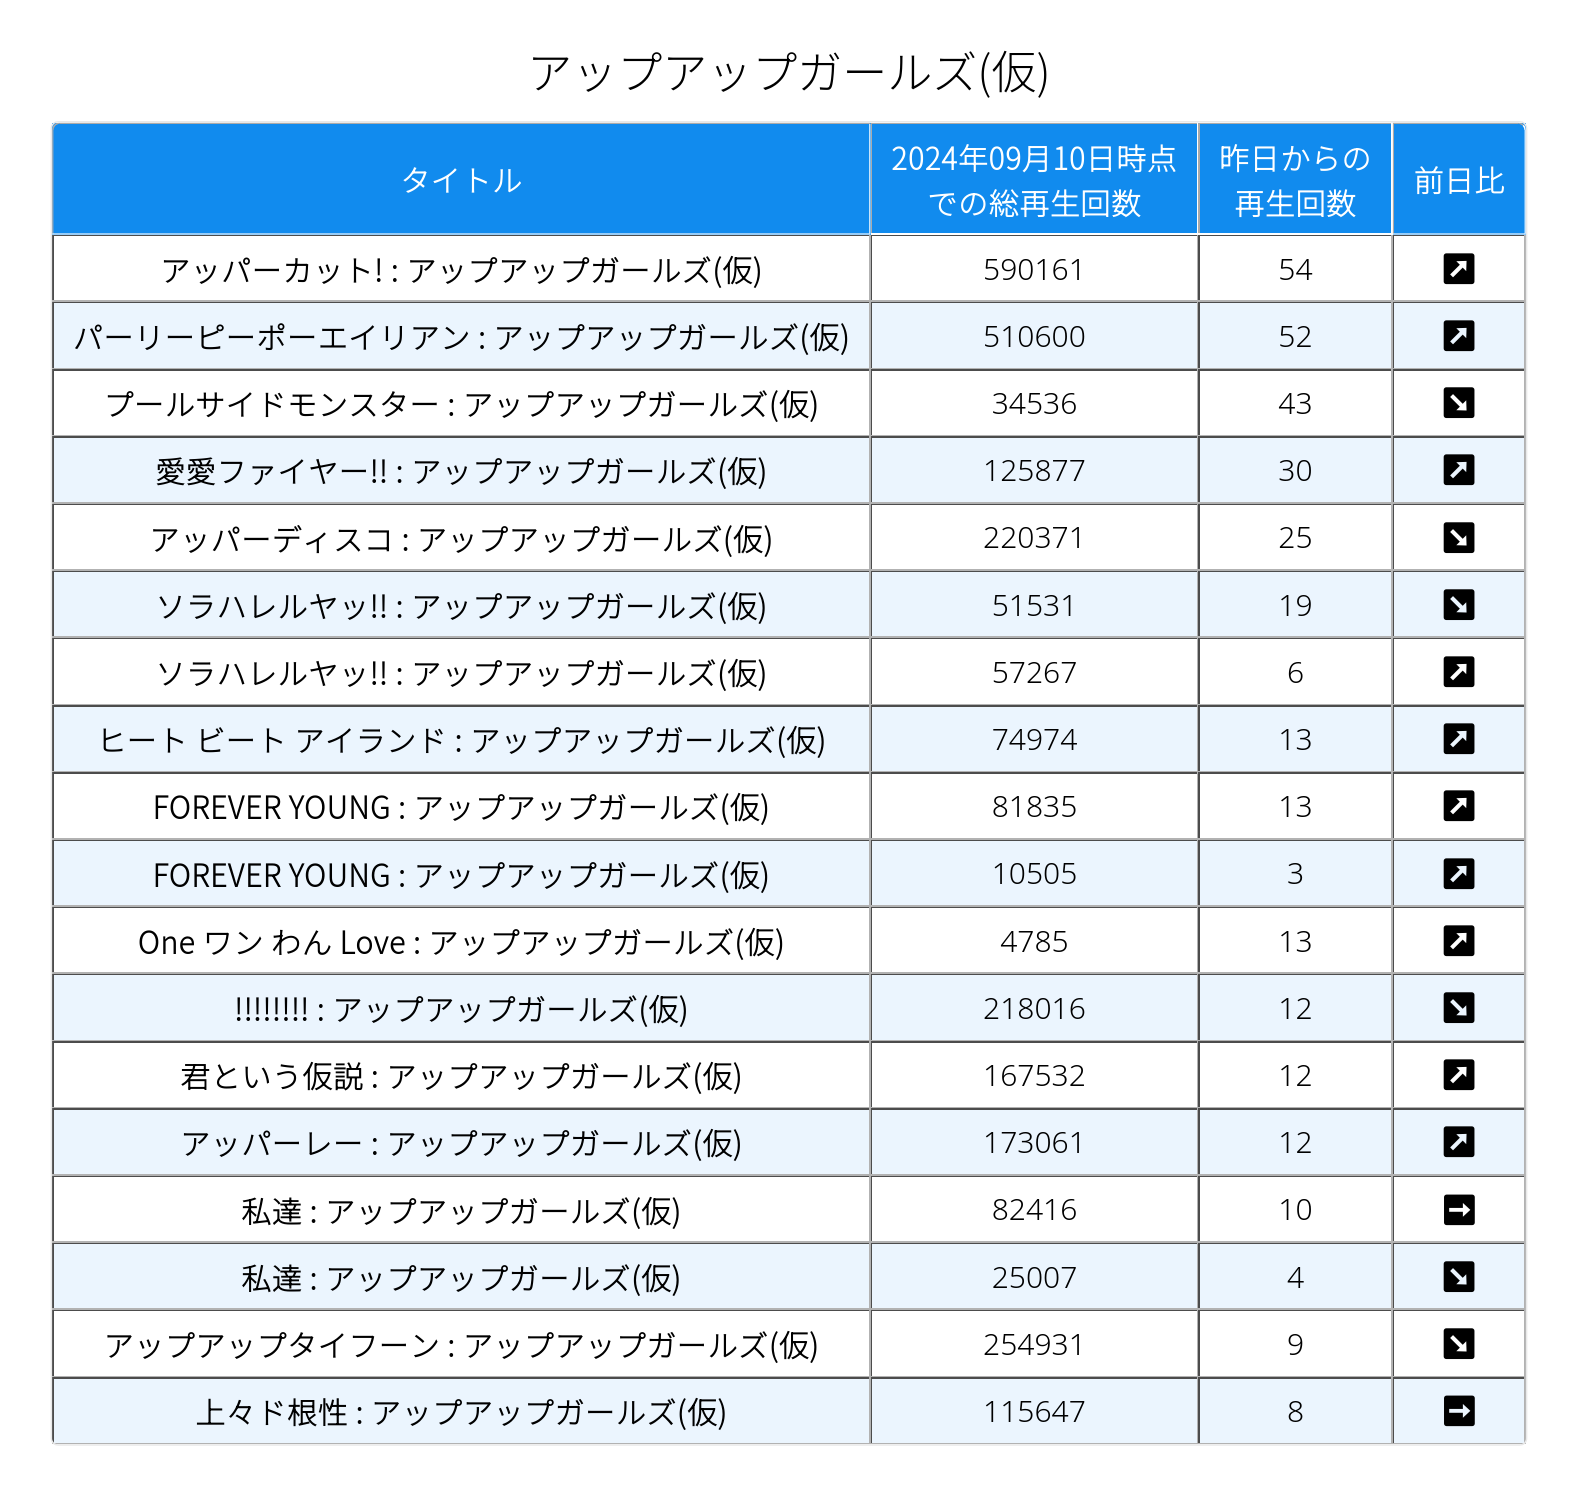 アップアップガールズ(仮)
タイトル 2024年09月10日時点での総再生回数 昨日からの再生回数 前日比
アッパーカット! : アップアップガールズ(仮) 590161 54 ↗
パーリーピーポーエイリアン : アップアップガールズ(仮) 510600 52 ↗
プールサイドモンスター : アップアップガールズ(仮) 34536 43 ↘
愛愛ファイヤー!! : アップアップガールズ(仮) 125877 30 ↗
アッパーディスコ : アップアップガールズ(仮) 220371 25 ↘
ソラハレルヤッ!! : アップアップガールズ(仮) 51531 19 ↘
ソラハレルヤッ!! : アップアップガールズ(仮) 57267 6 ↗
ヒート ビート アイランド : アップアップガールズ(仮) 74974 13 ↗
FOREVER YOUNG : アップアップガールズ(仮) 81835 13 ↗
FOREVER YOUNG : アップアップガールズ(仮) 10505 3 ↗
One ワン わん Love : アップアップガールズ(仮) 4785 13 ↗
!!!!!!!! : アップアップガールズ(仮) 218016 12 ↘
君という仮説 : アップアップガールズ(仮) 167532 12 ↗
アッパーレー : アップアップガールズ(仮) 173061 12 ↗
私達 : アップアップガールズ(仮) 82416 10 →
私達 : アップアップガールズ(仮) 25007 4 ↘
アップアップタイフーン : アップアップガールズ(仮) 254931 9 ↘
上々ド根性 : アップアップガールズ(仮) 115647 8 →